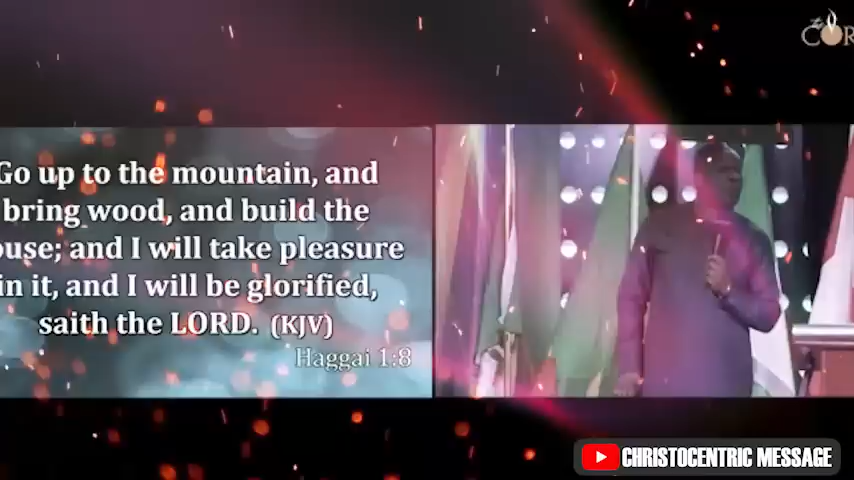 Go up to the mountain, and
bring wood, and build the
ouse; and I will take pleasure
in it, and I will be glorified,
saith the LORD. (KJV)
Haggai 1:8
COR
CHRISTOCENTRIC MESSAGE